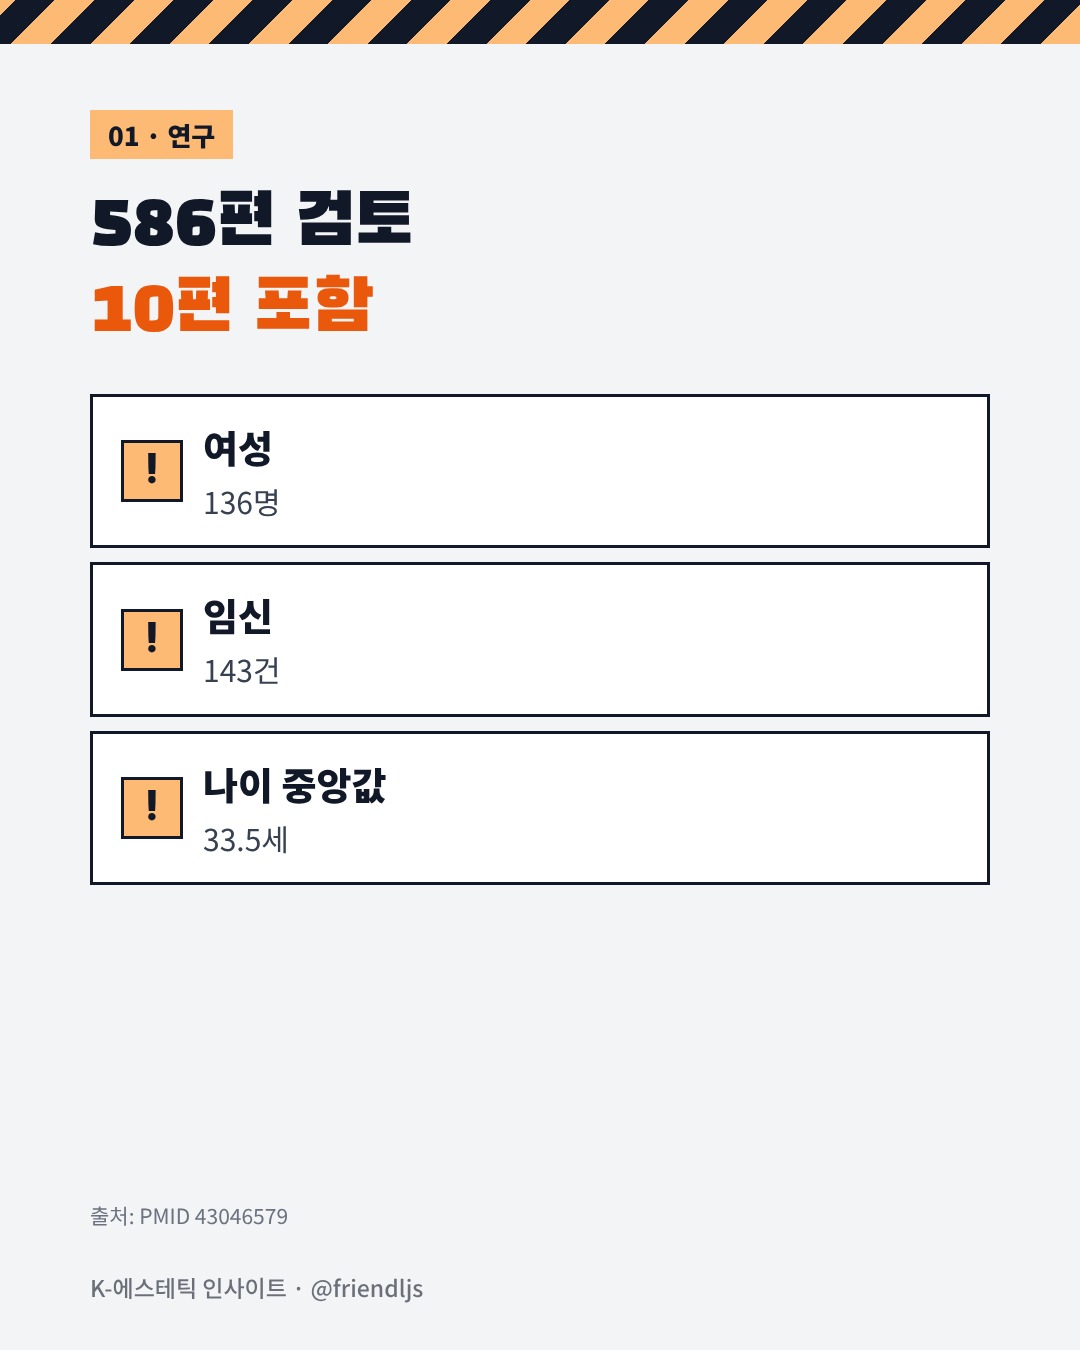 01 · 연구
586편 검토
10편 포함
!
여성
136명
!
임신
143건
!
나이 중앙값
33.5세
출처: PMID 43046579
K-에스테틱 인사이트 · @friendljs